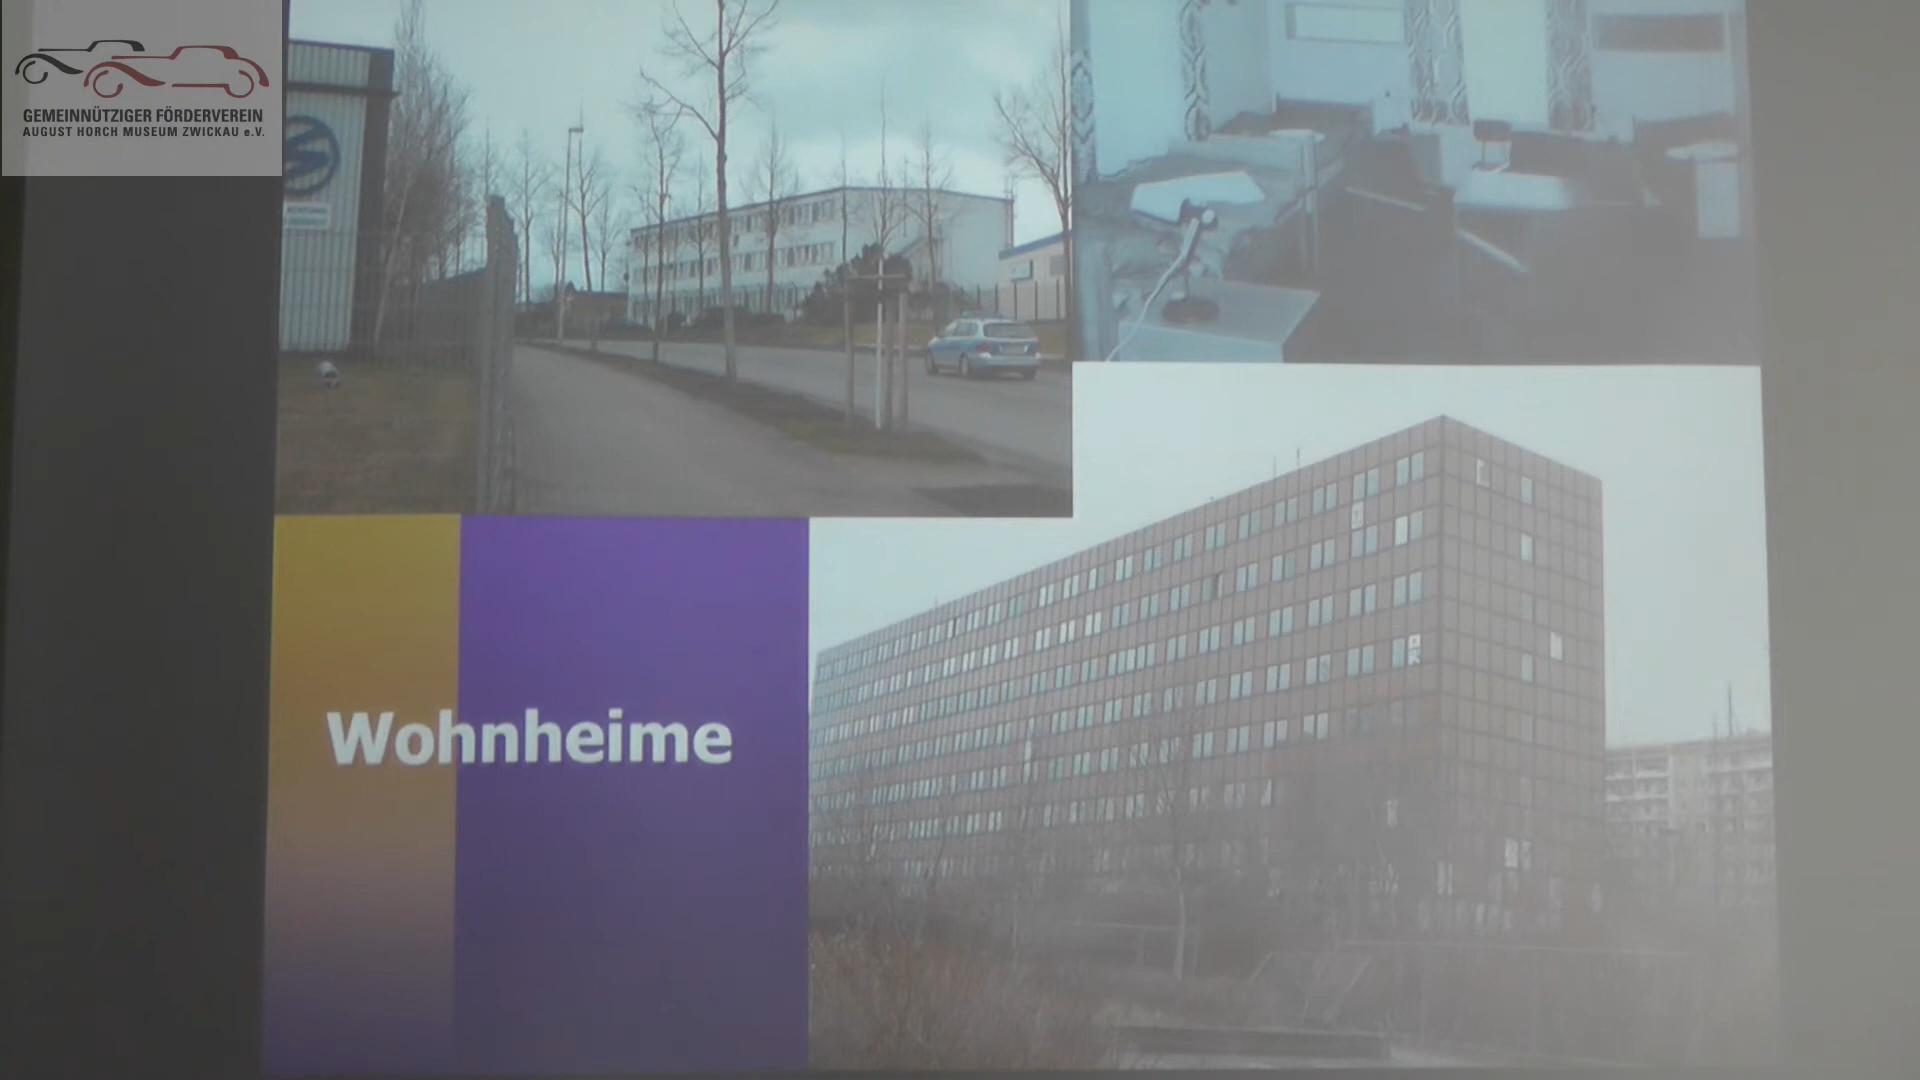 GEMEINNÜTZIGER FÖRDERVEREIN
AUGUST HORCH MUSEUM ZWICKAU e.V.
Wohnheime